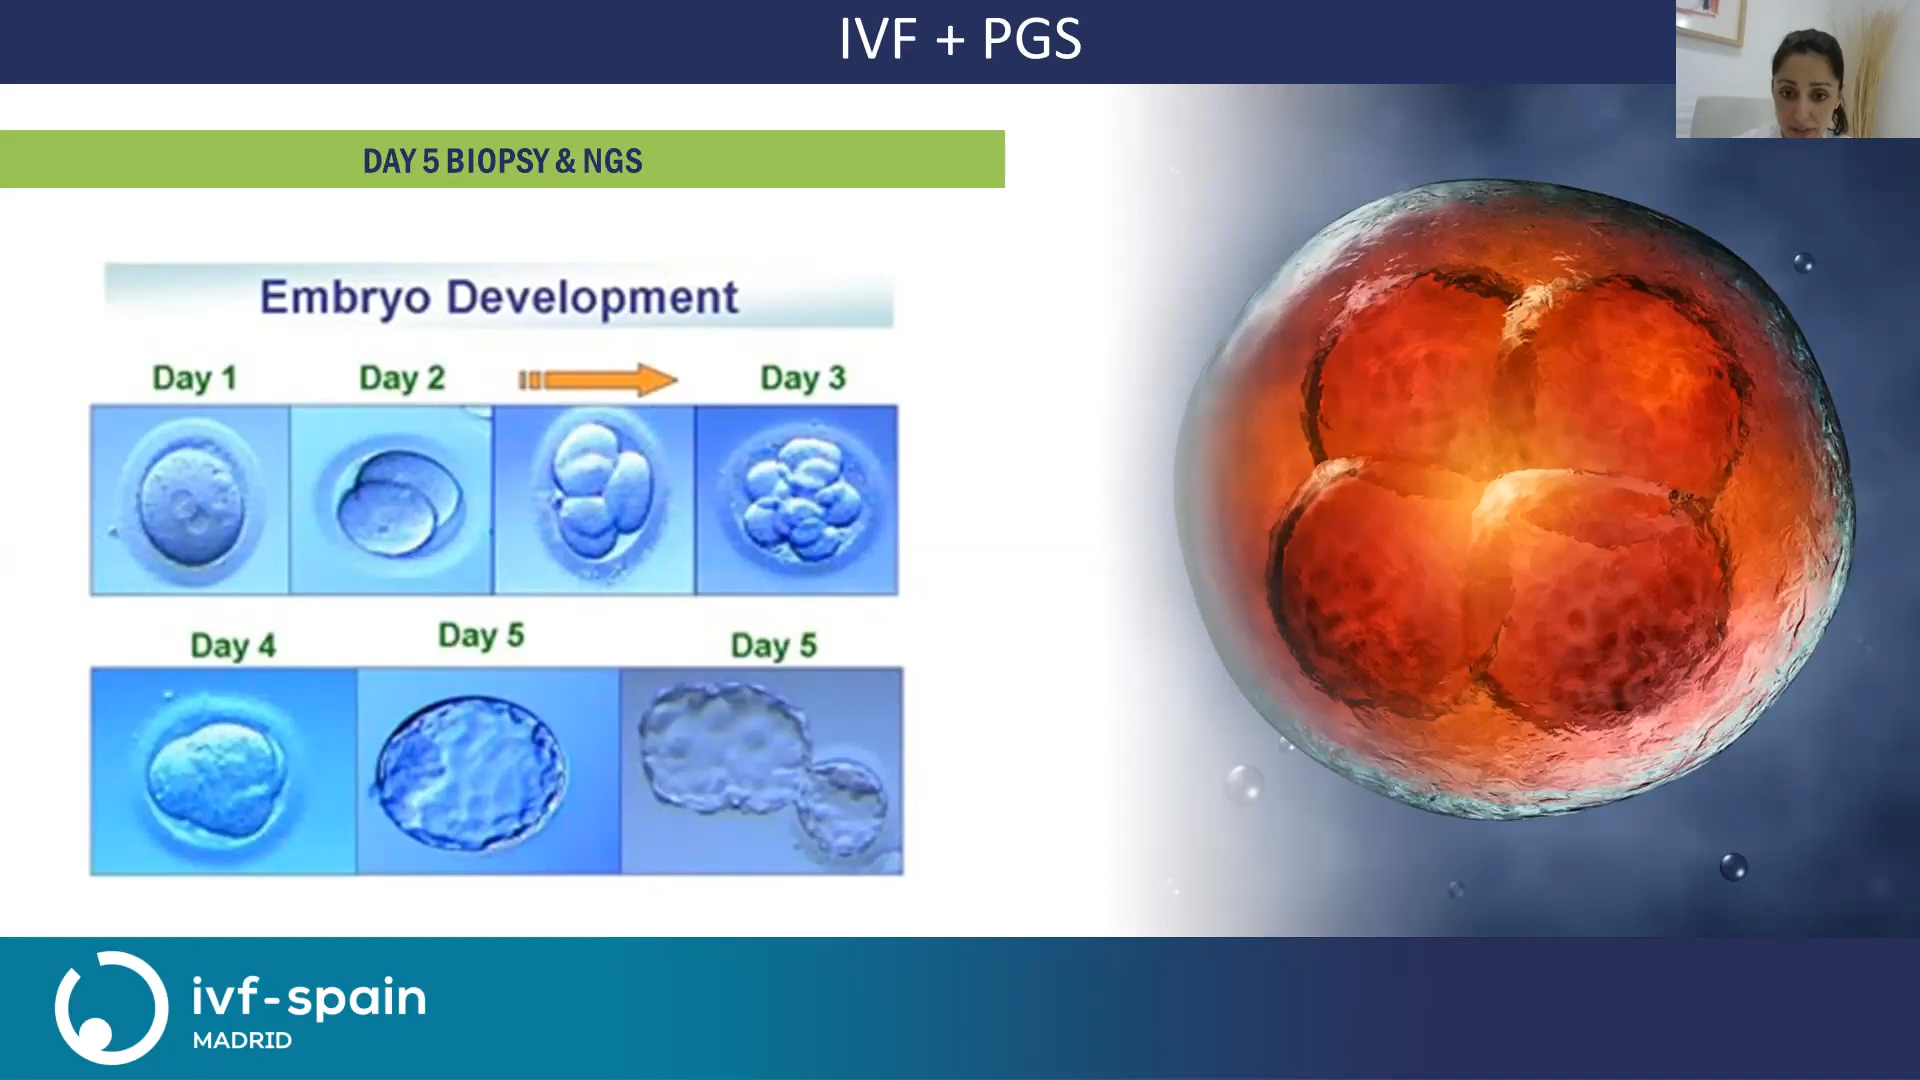 IVF + PGS
DAY 5 BIOPSY & NGS
Embryo Development
Day 1
Day 2
Day 3
Day 4
Day 5
Day 5
ivf-spain
MADRID